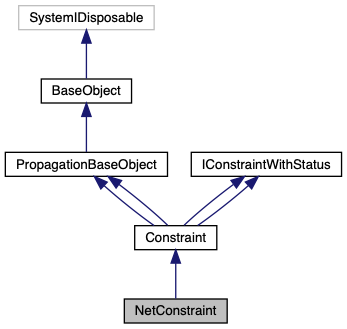 SystemIDisposable
BaseObject
PropagationBaseObject
IConstraintWithStatus
Constraint
NetConstraint